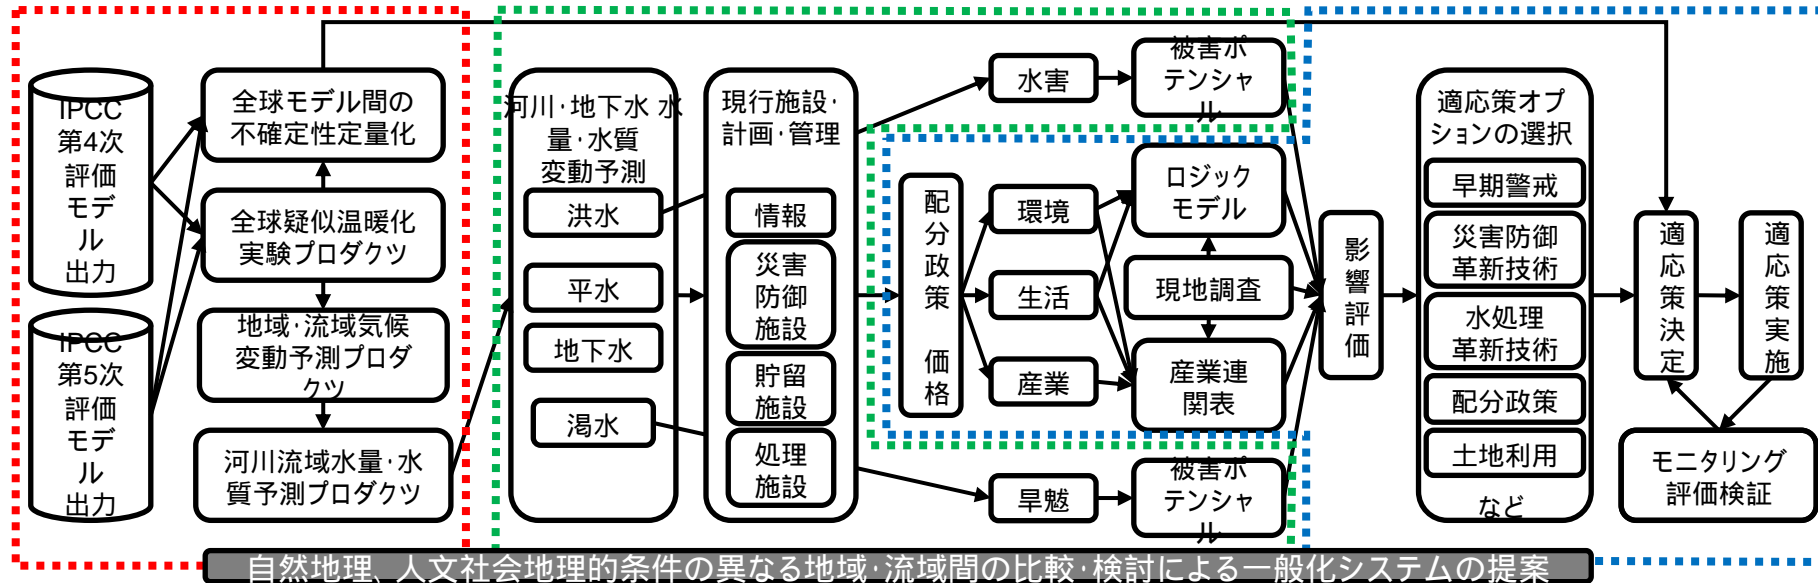 IPCC
第4次
評価
モデ
ル
出力
IPCC
第5次
評価
モデ
ル
出力
全球モデル間の
不確定性定量化
全球疑似温暖化
実験プロダクツ
地域・流域気候
変動予測プロダ
クツ
河川流域水量・水
質予測プロダクツ
河川・地下水 水
量・水質
変動予測
洪水
平水
地下水
渇水
現行施設・
計画・管理
情報
災害
防御
施設
貯留
施設
処理
施設
水害
被害ポ
テンシャ
ル
配分政策 価格
環境
生活
産業
ロジック
モデル
現地調査
産業連
関表
旱魃
被害ポ
テンシャ
ル
影響評価
適応策オプ
ションの選択
早期警戒
災害防御
革新技術
水処理
革新技術
配分政策
土地利用
など
適応策決定
適応策実施
モニタリング
評価検証
自然地理、人文社会地理的条件の異なる地域・流域間の比較・検討による一般化システムの提案